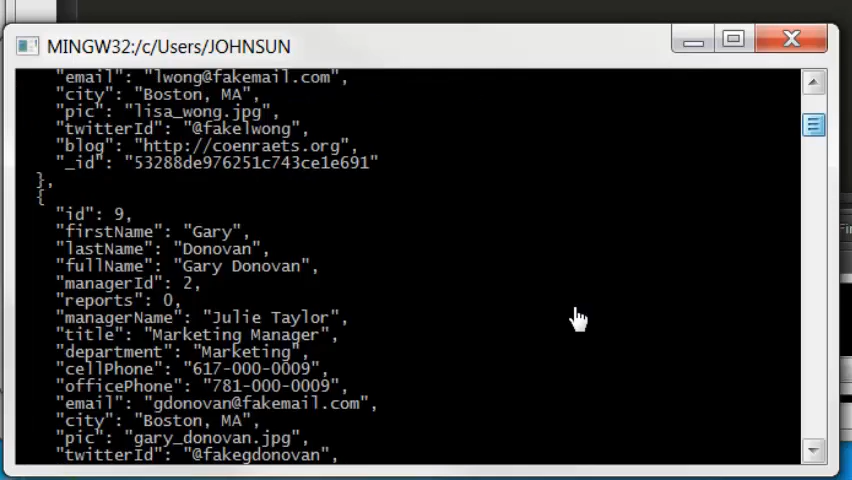 MINGW32:/c/Users/JOHNSUN
"email": "lwong@fakemail.com",
"city": "Boston, MA",
"pic": "lisa_wong.jpg",
"twitterId": "@fakelwong",
"blog": "http://coenraets.org",
"_id": "53288de976251c743ce1e691"
},
{
"id": 9,
"firstName": "Gary",
"lastName": "Donovan",
"fullName": "Gary Donovan",
"managerId": 2,
"reports": 0,
"managerName": "Julie Taylor",
"title": "Marketing Manager",
"department": "Marketing",
"cellPhone": "617-000-0009",
"officePhone": "781-000-0009",
"email": "gdonovan@fakemail.com",
"city": "Boston, MA",
"pic": "gary_donovan.jpg",
"twitterId": "@fakegdonovan",